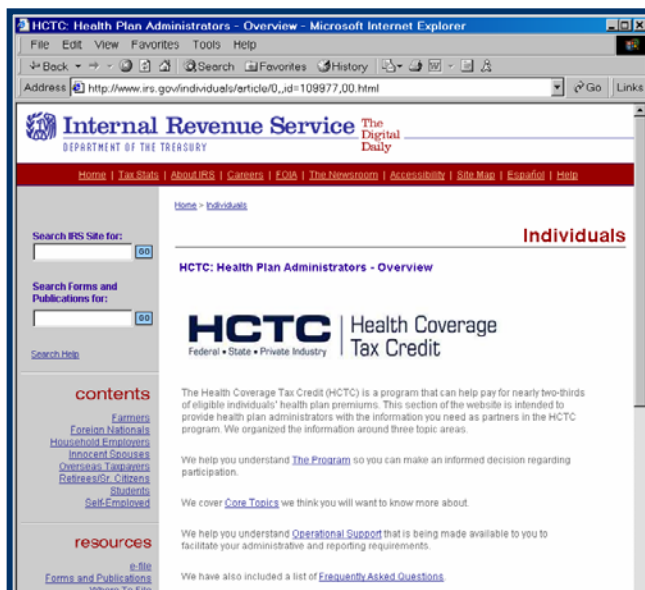 HCTC: Health Plan Administrators - Overview - Microsoft Internet Explorer
File Edit View Favorites Tools Help
Back Search Favorites History
Address http://www.irs.gov/individuals/article/0,,id=109977,00.html Go Links
Internal Revenue Service The Digital Daily
DEPARTMENT OF THE TREASURY
Home | Tax Stats | About IRS | Careers | FOIA | The Newsroom | Accessibility | Site Map | Español | Help
Home > Individuals
Search IRS Site for:
GO
Individuals
HCTC: Health Plan Administrators - Overview
Search Forms and
Publications for:
GO
Search Help
HCTC Health Coverage
Tax Credit
Federal • State • Private Industry
contents
Farmers
Foreign Nationals
Household Employers
Innocent Spouses
Overseas Taxpayers
Retirees/Sr. Citizens
Students
Self-Employed
resources
e-file
Forms and Publications
Where To File
The Health Coverage Tax Credit (HCTC) is a program that can help pay for nearly two-thirds
of eligible individuals' health plan premiums. This section of the website is intended to
provide health plan administrators with the information you need as partners in the HCTC
program. We organized the information around three topic areas.
We help you understand The Program so you can make an informed decision regarding
participation.
We cover Core Topics we think you will want to know more about.
We help you understand Operational Support that is being made available to you to
facilitate your administrative and reporting requirements.
We have also included a list of Frequently Asked Questions.